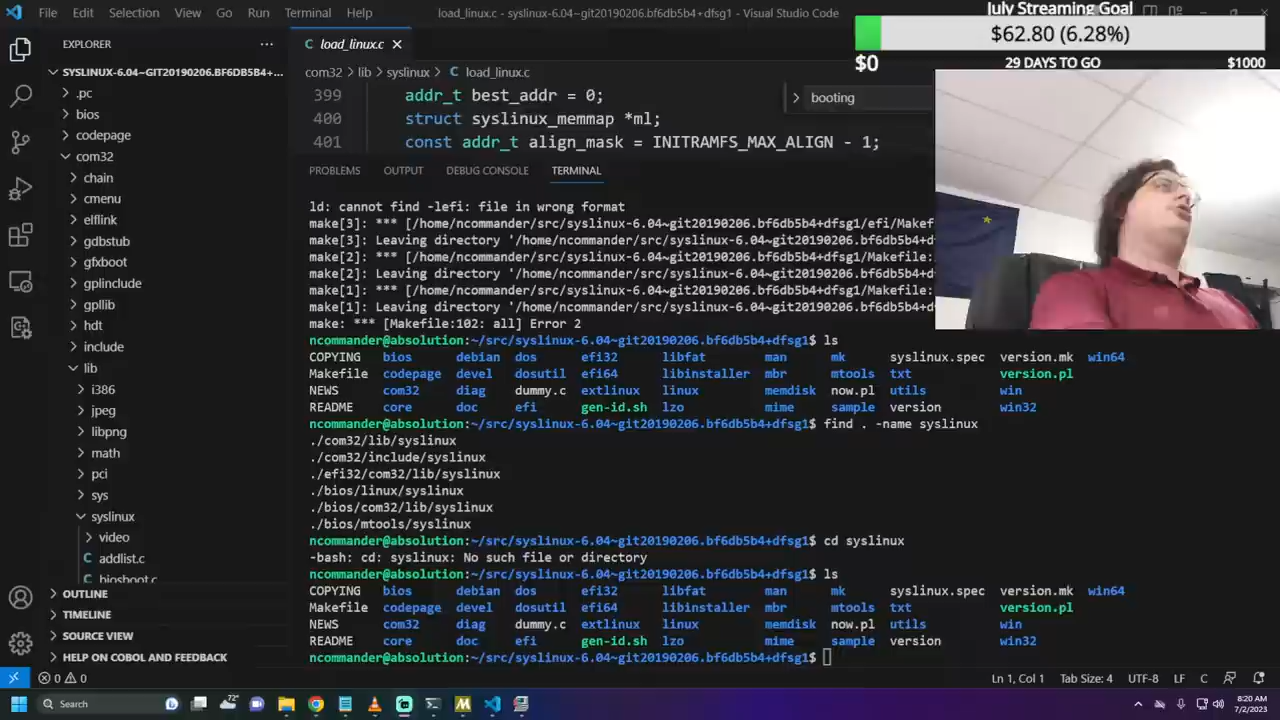 File Edit Selection View Go Run Terminal Help
load_linux.c - syslinux-6.04~git20190206.bf6db5b4+dfsg1 - Visual Studio Code
July Streaming Goal
$62.80 (6.28%)
$0 29 DAYS TO GO $1000
EXPLORER
SYSLINUX-6.04~GIT20190206.BF6DB5B4+...
.pc
bios
codepage
com32
chain
cmenu
elflink
gdbstub
gfxboot
gplinclude
gpllib
hdt
include
lib
i386
jpeg
libpng
math
pci
sys
syslinux
video
addlist.c
biosboot.c
OUTLINE
TIMELINE
SOURCE VIEW
HELP ON COBOL AND FEEDBACK
load_linux.c
com32 > lib > syslinux > load_linux.c
booting
399 addr_t best_addr = 0;
400 struct syslinux_memmap *ml;
401 const addr_t align_mask = INITRAMFS_MAX_ALIGN - 1;
PROBLEMS OUTPUT DEBUG CONSOLE TERMINAL
ld: cannot find -lefi: file in wrong format
make[3]: *** [/home/ncommander/src/syslinux-6.04~git20190206.bf6db5b4+dfsg1/efi/Makef
make[3]: Leaving directory '/home/ncommander/src/syslinux-6.04~git20190206.bf6db5b4+d
make[2]: *** [/home/ncommander/src/syslinux-6.04~git20190206.bf6db5b4+dfsg1/Makefile:
make[2]: Leaving directory '/home/ncommander/src/syslinux-6.04~git20190206.bf6db5b4+d
make[1]: *** [/home/ncommander/src/syslinux-6.04~git20190206.bf6db5b4+dfsg1/Makefile:
make[1]: Leaving directory '/home/ncommander/src/syslinux-6.04~git20190206.bf6db5b4+df
make: *** [Makefile:102: all] Error 2
ncommander@absolution:~/src/syslinux-6.04~git20190206.bf6db5b4+dfsg1$ ls
COPYING bios debian dos efi32 libfat man mk syslinux.spec version.mk win64
Makefile codepage devel dosutil efi64 libinstaller mbr mtools txt version.pl
NEWS com32 diag dummy.c extlinux linux memdisk now.pl utils win
README core doc efi gen-id.sh lzo mime sample version win32
ncommander@absolution:~/src/syslinux-6.04~git20190206.bf6db5b4+dfsg1$ find . -name syslinux
./com32/lib/syslinux
./com32/include/syslinux
./efi32/com32/lib/syslinux
./bios/linux/syslinux
./bios/com32/lib/syslinux
./bios/mtools/syslinux
ncommander@absolution:~/src/syslinux-6.04~git20190206.bf6db5b4+dfsg1$ cd syslinux
-bash: cd: syslinux: No such file or directory
ncommander@absolution:~/src/syslinux-6.04~git20190206.bf6db5b4+dfsg1$ ls
COPYING bios debian dos efi32 libfat man mk syslinux.spec version.mk win64
Makefile codepage devel dosutil efi64 libinstaller mbr mtools txt version.pl
NEWS com32 diag dummy.c extlinux linux memdisk now.pl utils win
README core doc efi gen-id.sh lzo mime sample version win32
ncommander@absolution:~/src/syslinux-6.04~git20190206.bf6db5b4+dfsg1$
0 0 Ln 1, Col 1 Tab Size: 4 UTF-8 LF C
Search 72° 8:20 AM
7/2/2023